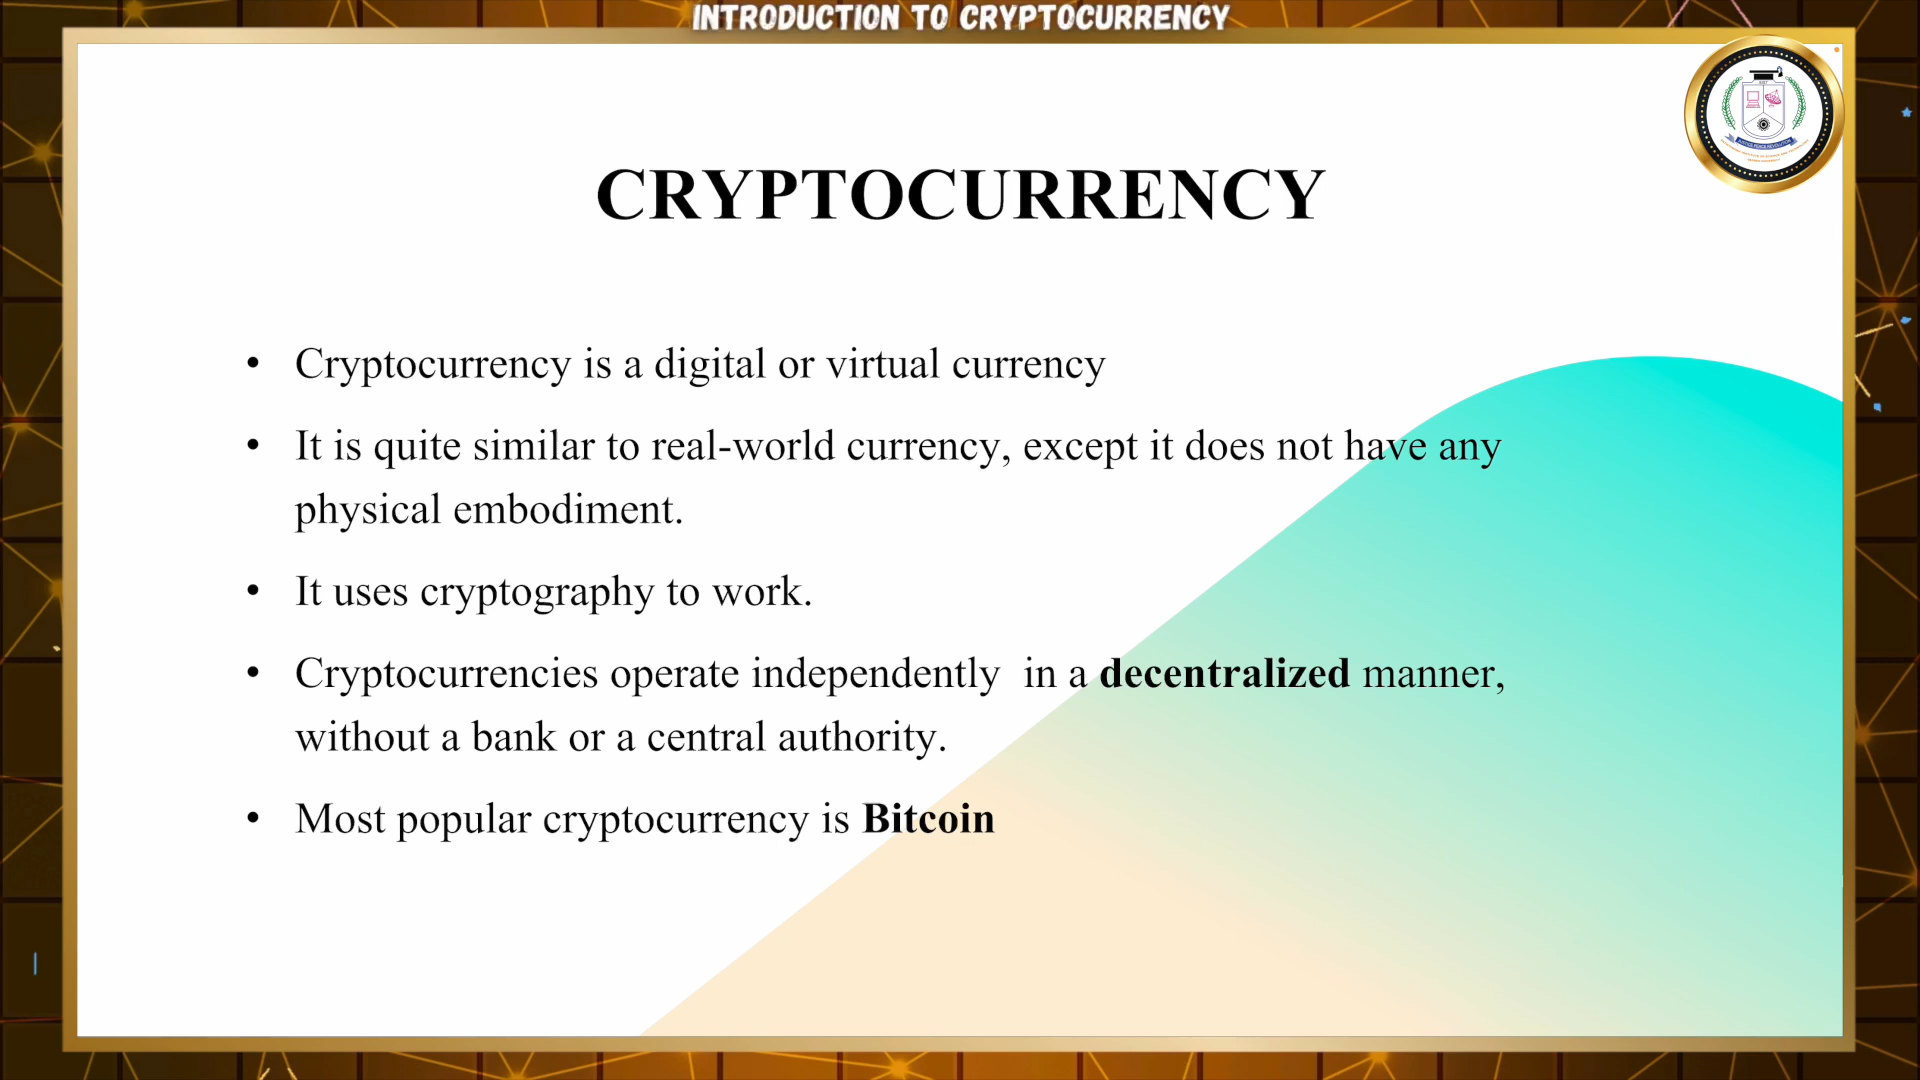 INTRODUCTION TO CRYPTOCURRENCY
CRYPTOCURRENCY
• Cryptocurrency is a digital or virtual currency
• It is quite similar to real-world currency, except it does not have any
physical embodiment.
• It uses cryptography to work.
• Cryptocurrencies operate independently  in a decentralized manner,
without a bank or a central authority.
• Most popular cryptocurrency is Bitcoin